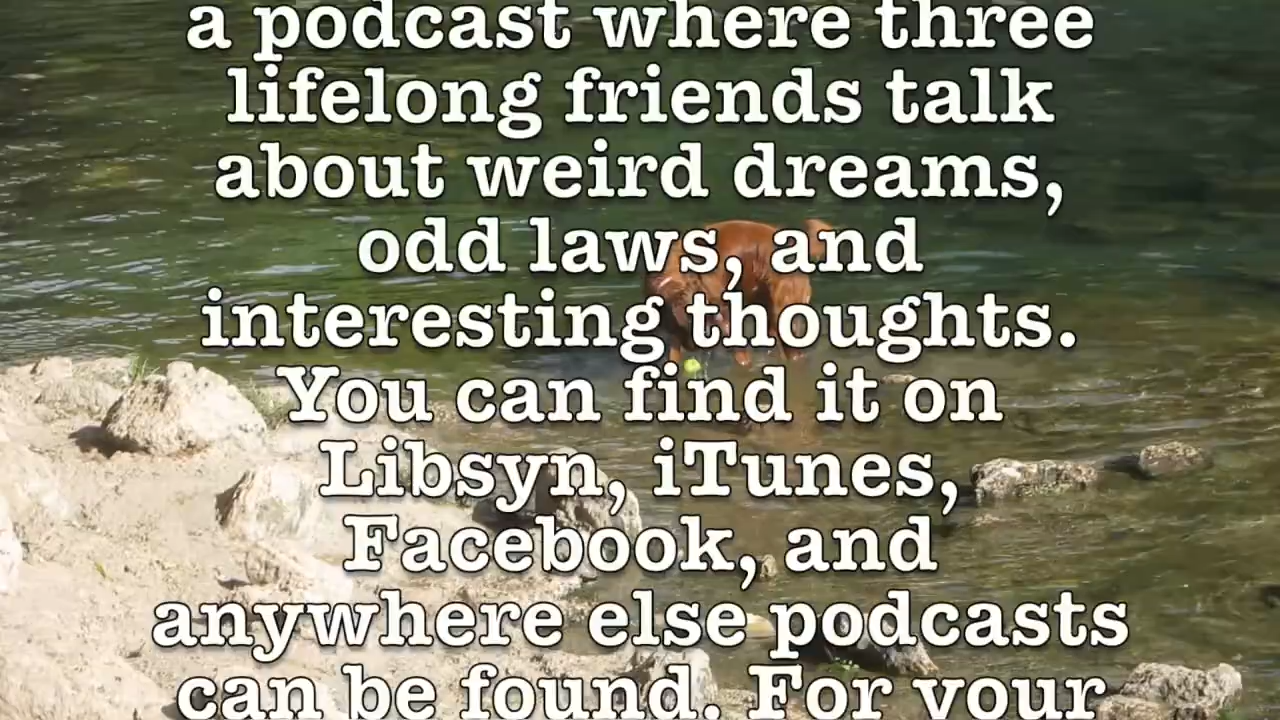 a podcast where three
lifelong friends talk
about weird dreams,
odd laws, and
interesting thoughts.
You can find it on
Libsyn, iTunes,
Facebook, and
anywhere else podcasts
can be found. For your